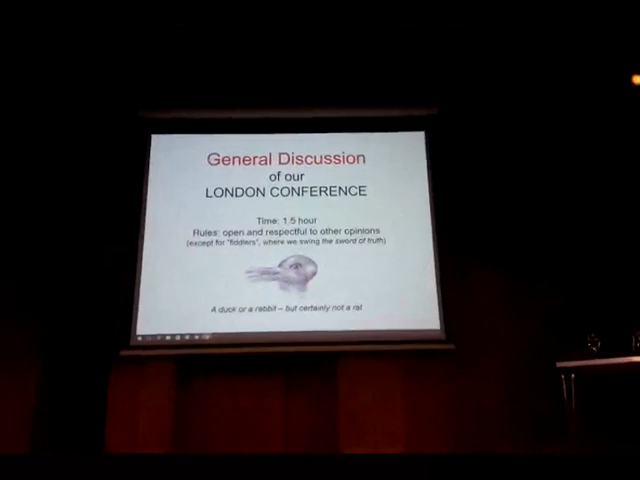 General Discussion
of our
LONDON CONFERENCE
Time: 1.5 hour
Rules: open and respectful to other opinions
(except for "fiddlers", where we swing the sword of truth)
A duck or a rabbit – but certainly not a rat